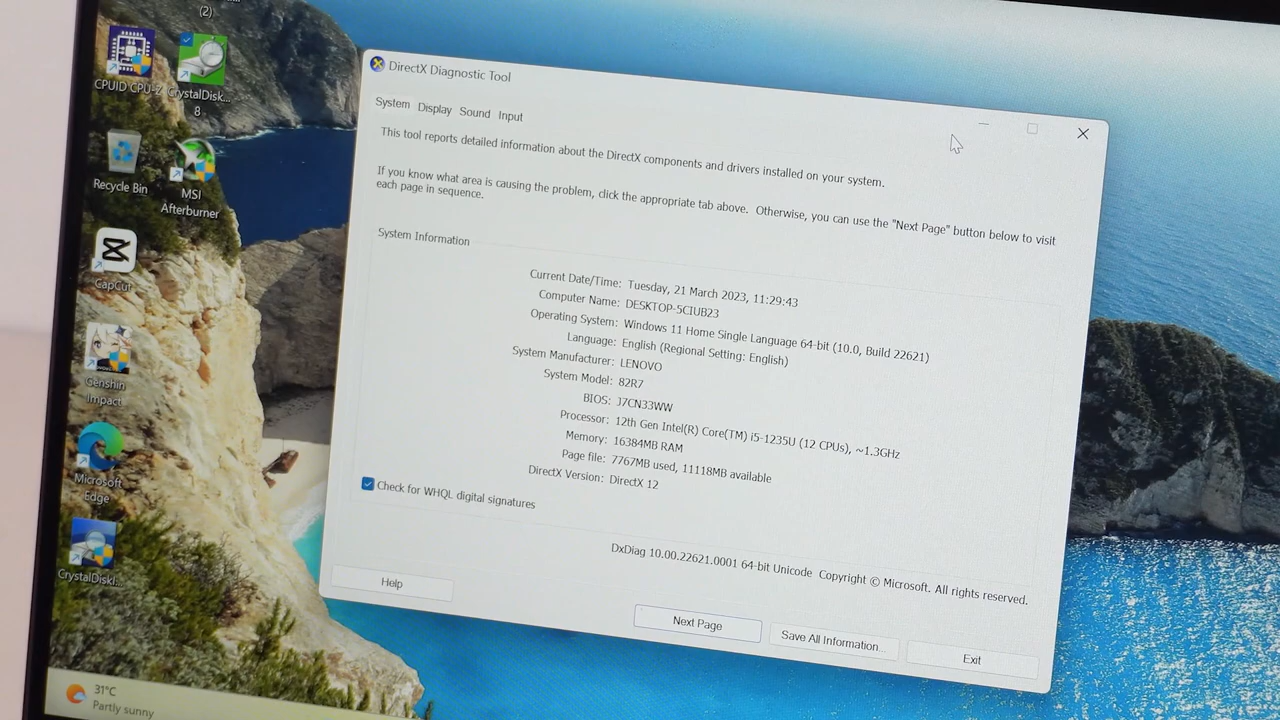 (2)
CPUID CPU-Z
CrystalDisk...
8
Recycle Bin
MSI
Afterburner
CapCut
Genshin
Impact
Microsoft
Edge
CrystalDiskI...
31°C
Partly sunny
DirectX Diagnostic Tool
System Display Sound Input
This tool reports detailed information about the DirectX components and drivers installed on your system.
If you know what area is causing the problem, click the appropriate tab above. Otherwise, you can use the "Next Page" button below to visit
each page in sequence.
System Information
Current Date/Time: Tuesday, 21 March 2023, 11:29:43
Computer Name: DESKTOP-5CIUB23
Operating System: Windows 11 Home Single Language 64-bit (10.0, Build 22621)
Language: English (Regional Setting: English)
System Manufacturer: LENOVO
System Model: 82R7
BIOS: J7CN33WW
Processor: 12th Gen Intel(R) Core(TM) i5-1235U (12 CPUs), ~1.3GHz
Memory: 16384MB RAM
Page file: 7767MB used, 11118MB available
DirectX Version: DirectX 12
Check for WHQL digital signatures
DxDiag 10.00.22621.0001 64-bit Unicode Copyright © Microsoft. All rights reserved.
Help
Next Page
Save All Information...
Exit